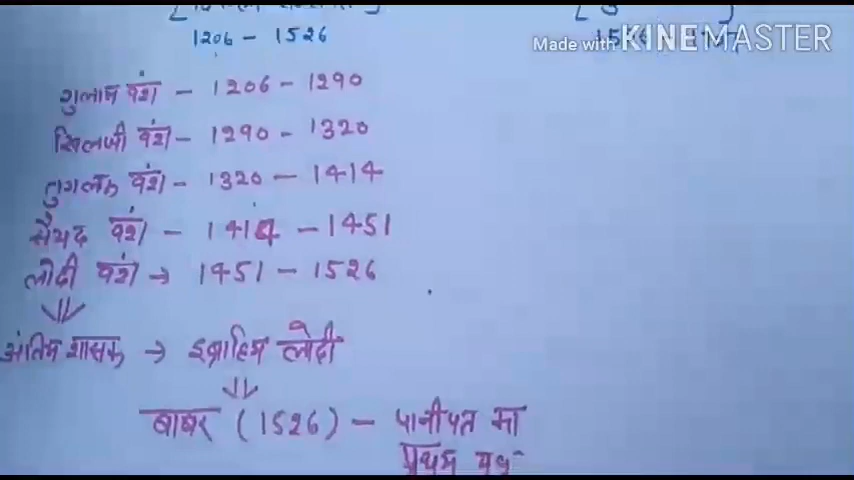 1206 - 1526
Made with KINEMASTER
गुलाम वंश - 1206 - 1290
खिलजी वंश - 1290 - 1320
तुगलक वंश - 1320 - 1414
सैयद वंश - 1414 - 1451
लोदी वंश → 1451 - 1526
अंतिम शासक → इब्राहिम लोदी
बाबर (1526) - पानीपत का
प्रथम